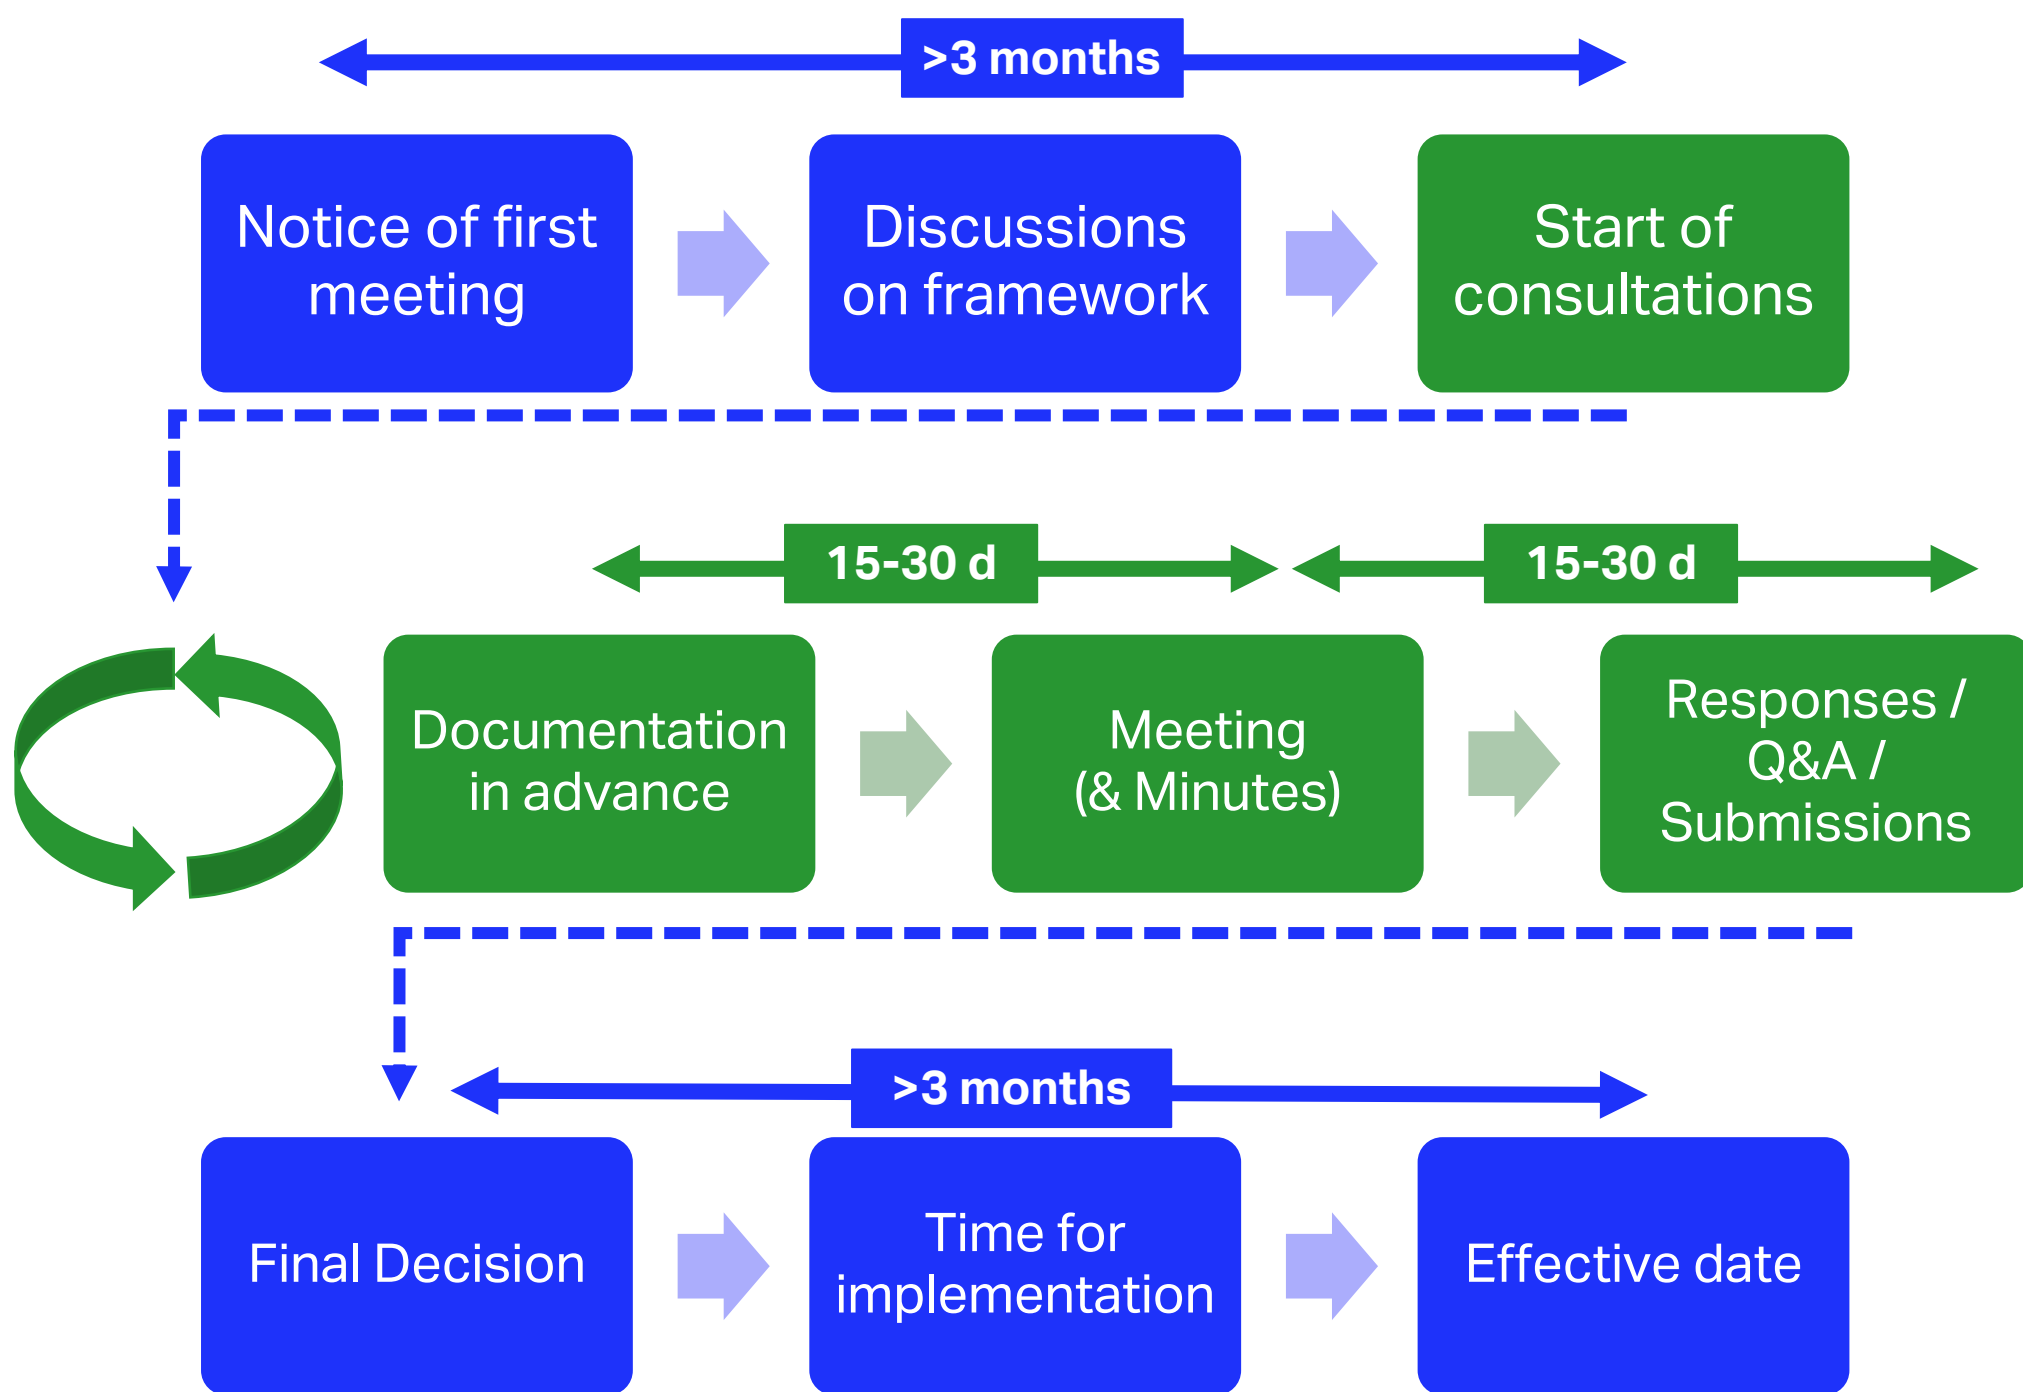 >3 months
Notice of first
meeting
Discussions
on framework
Start of
consultations
15-30 d
15-30 d
Documentation
in advance
Meeting
(& Minutes)
Responses /
Q&A /
Submissions
>3 months
Final Decision
Time for
implementation
Effective date